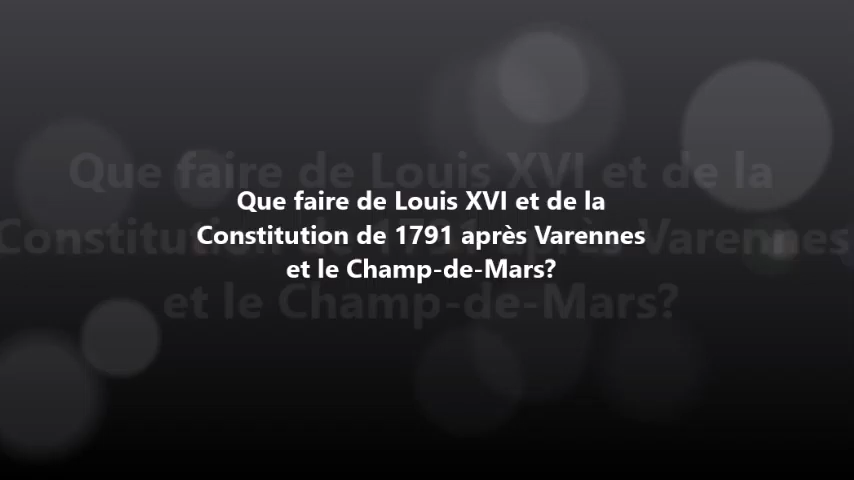 Que faire de Louis XVI et de la
Constitution de 1791 après Varennes
et le Champ-de-Mars?